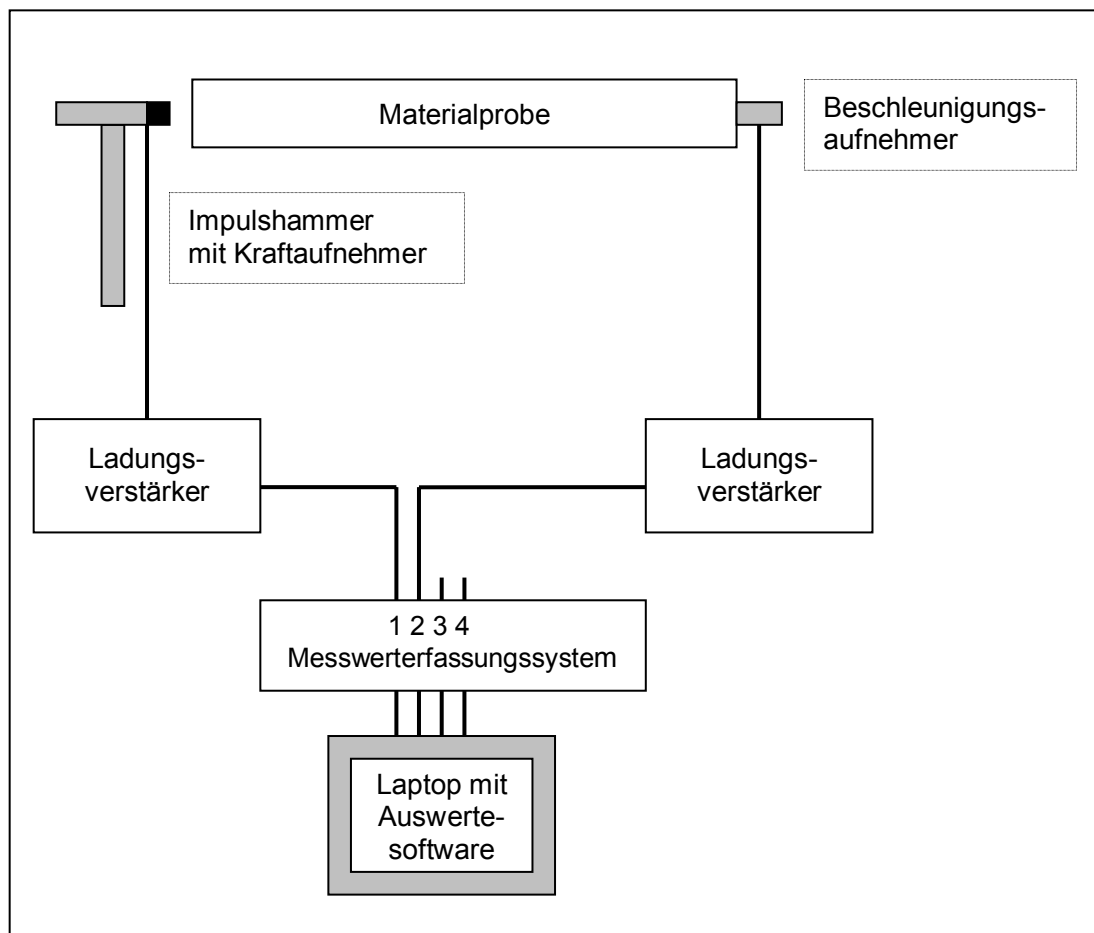 Materialprobe
Beschleunigungs-
aufnehmer
Impulshammer
mit Kraftaufnehmer
Ladungs-
verstärker
Ladungs-
verstärker
1 2 3 4
Messwerterfassungssystem
Laptop mit
Auswerte-
software